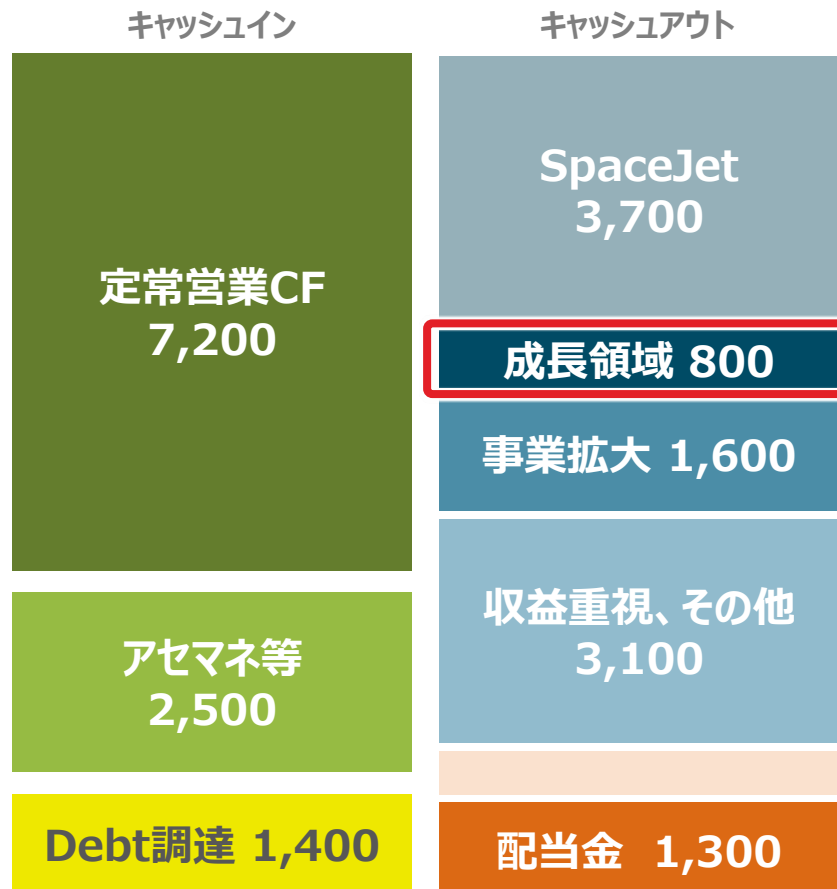 キャッシュイン
キャッシュアウト
定常営業CF
7,200
アセマネ等
2,500
Debt調達 1,400
SpaceJet
3,700
成長領域 800
事業拡大 1,600
収益重視、その他
3,100
配当金 1,300